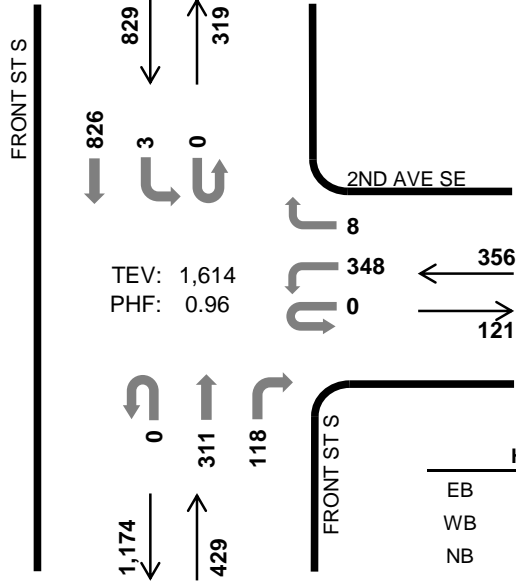 829
319
FRONT ST S
826
3
0
2ND AVE SE
8
348
0
356
121
TEV: 1,614
PHF: 0.96
0
311
118
FRONT ST S
1,174
429
EB
WB
NB